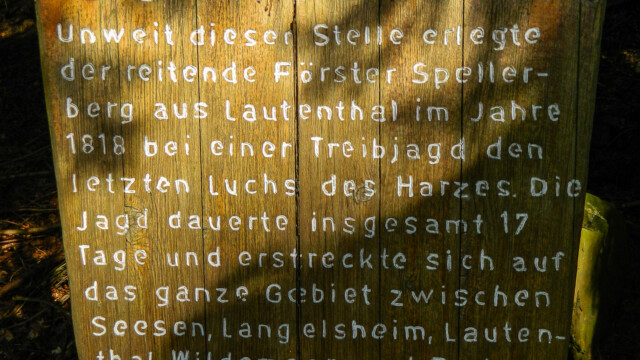 Unweit dieser Stelle erlegte
der reitende Förster Speller-
berg aus Lautenthal im Jahre
1818 bei einer Treibjagd den
letzten Luchs des Harzes. Die
Jagd dauerte insgesamt 17
Tage und erstreckte sich auf
das ganze Gebiet zwischen
Seesen, Langelsheim, Lauten-
thal